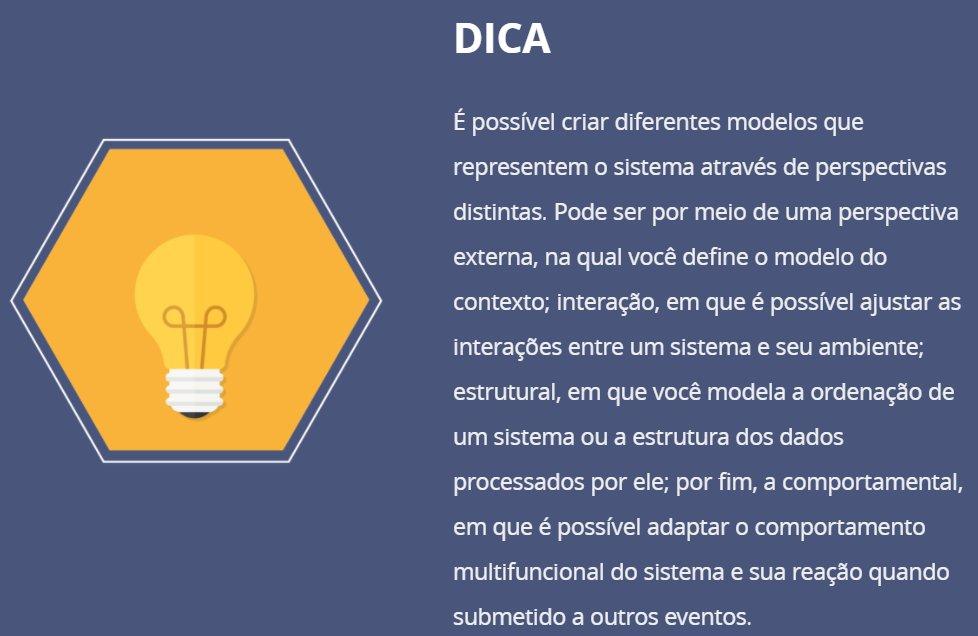 DICA
É possível criar diferentes modelos que
representem o sistema através de perspectivas
distintas. Pode ser por meio de uma perspectiva
externa, na qual você define o modelo do
contexto; interação, em que é possível ajustar as
interações entre um sistema e seu ambiente;
estrutural, em que você modela a ordenação de
um sistema ou a estrutura dos dados
processados por ele; por fim, a comportamental,
em que é possível adaptar o comportamento
multifuncional do sistema e sua reação quando
submetido a outros eventos.